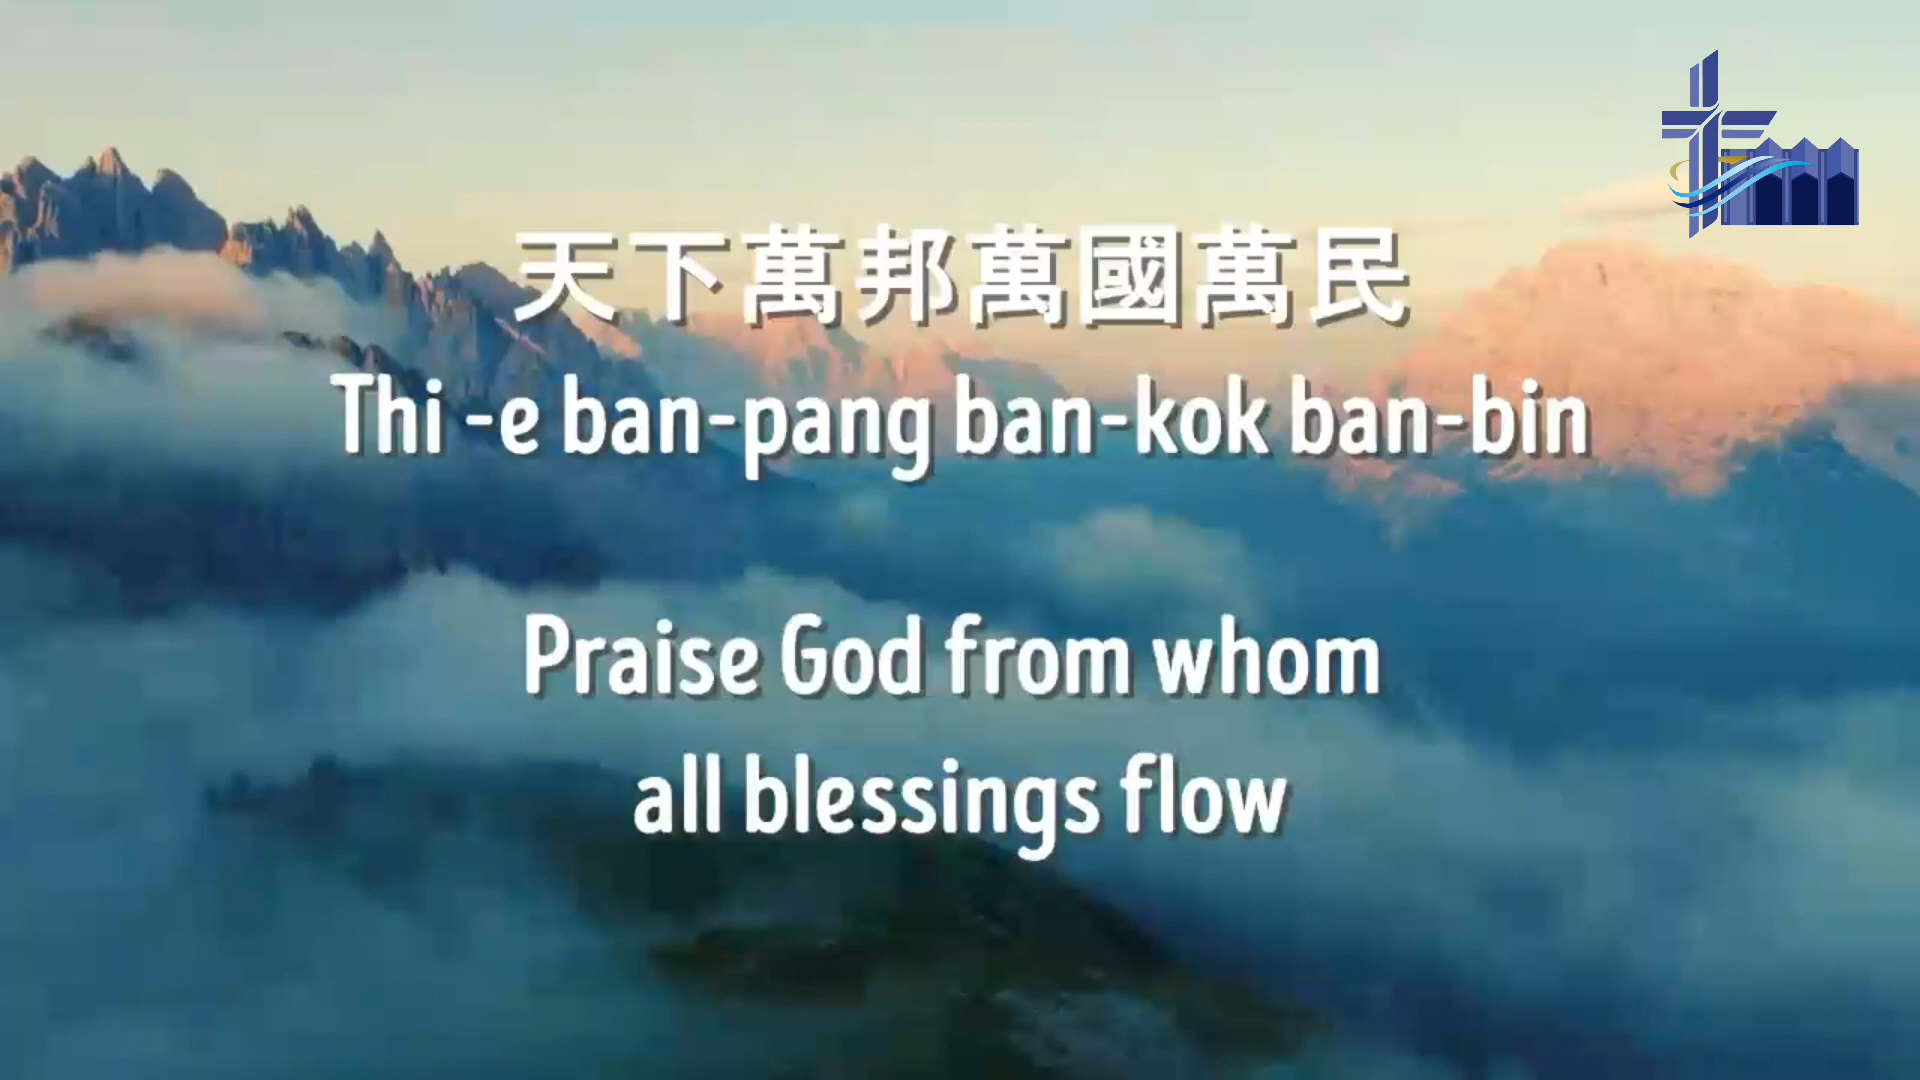 天下萬邦萬國萬民
Thi -e ban-pang ban-kok ban-bin
Praise God from whom
all blessings flow